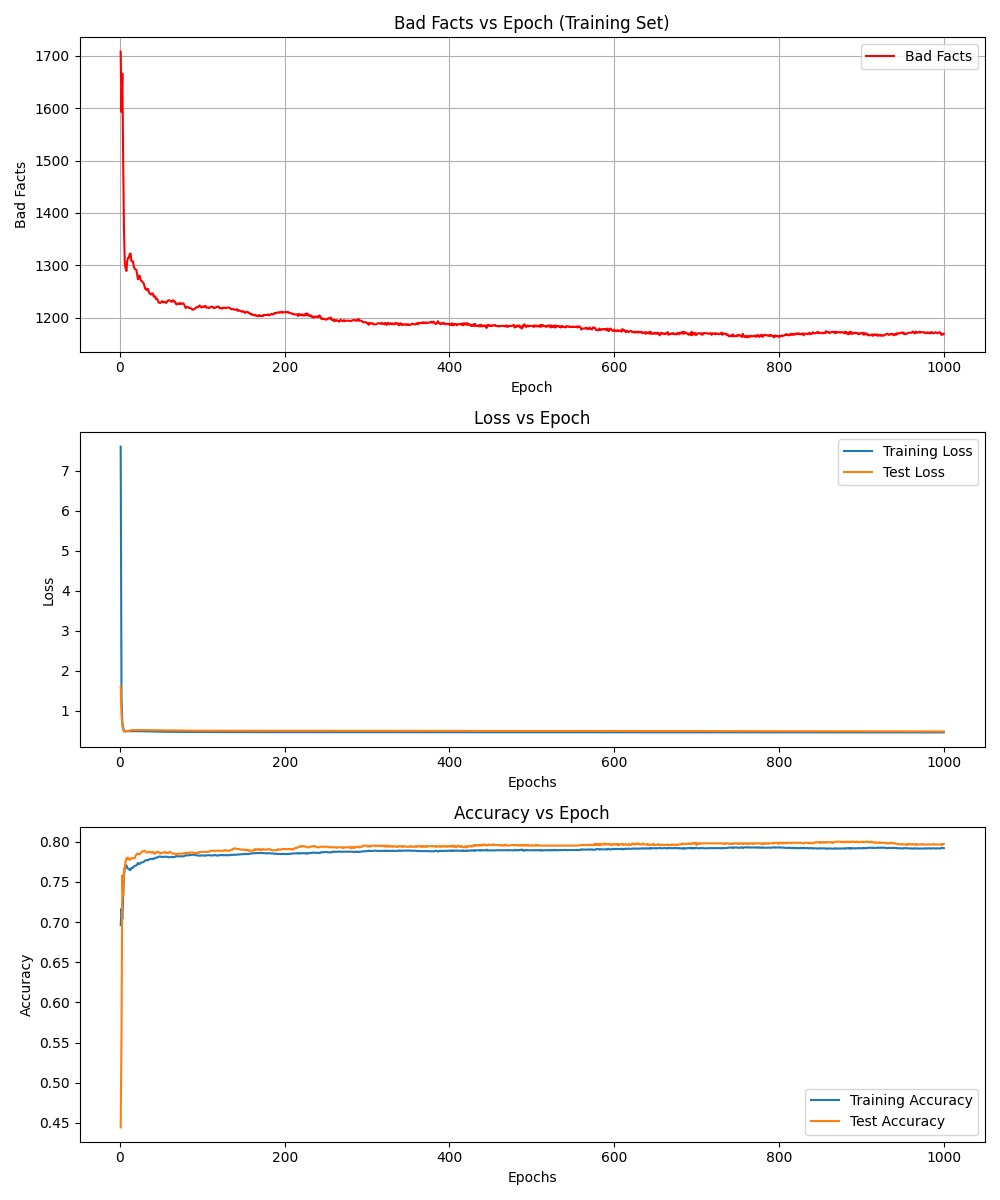 Bad Facts vs Epoch (Training Set)
1700
1600
1500
1400
1300
1200
Bad Facts
Bad Facts
0 200 400 600 800 1000
Epoch
Loss vs Epoch
7
6
5
4
3
2
1
Loss
Training Loss
Test Loss
0 200 400 600 800 1000
Epochs
Accuracy vs Epoch
0.80
0.75
0.70
0.65
0.60
0.55
0.50
0.45
Accuracy
Training Accuracy
Test Accuracy
0 200 400 600 800 1000
Epochs